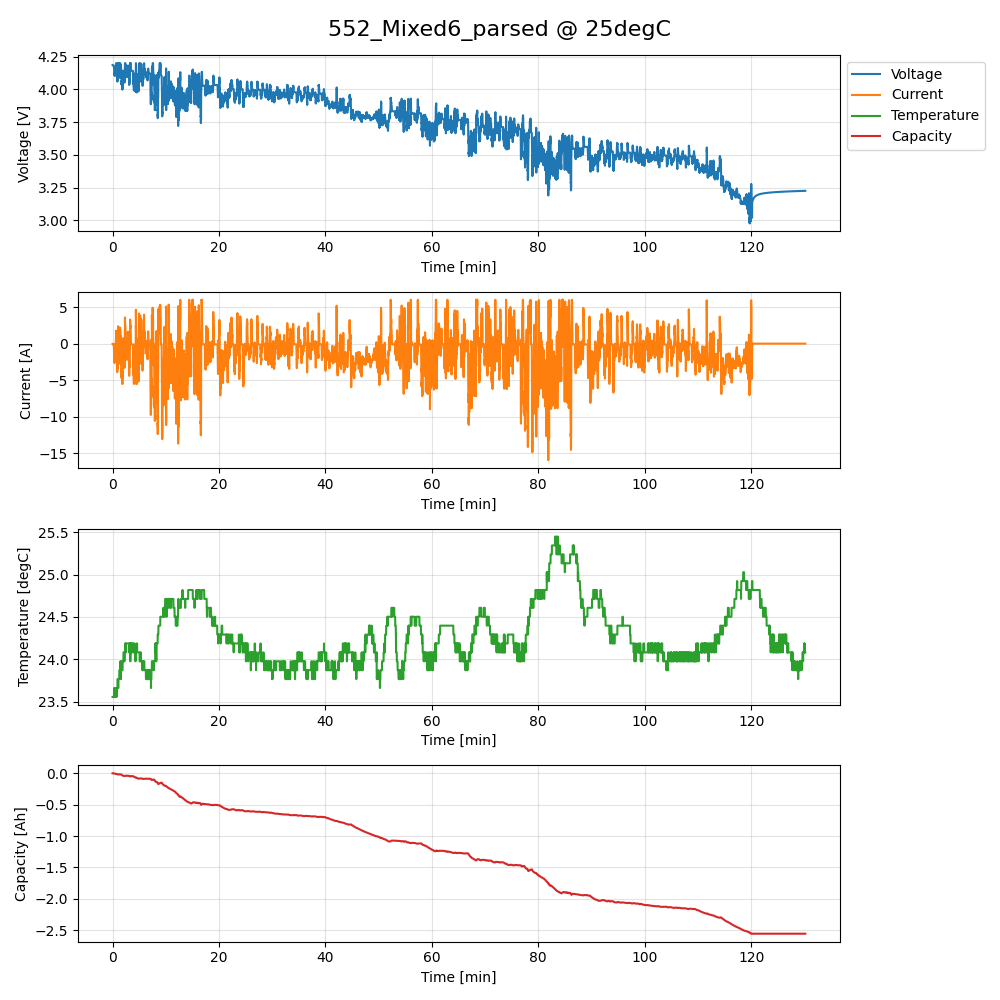 552_Mixed6_parsed @ 25degC
4.25
4.00
3.75
3.50
3.25
3.00
Voltage [V]
0 20 40 60 80 100 120
Time [min]
Voltage
Current
Temperature
Capacity
5
0
−5
−10
−15
Current [A]
0 20 40 60 80 100 120
Time [min]
25.5
25.0
24.5
24.0
23.5
Temperature [degC]
0 20 40 60 80 100 120
Time [min]
0.0
−0.5
−1.0
−1.5
−2.0
−2.5
Capacity [Ah]
0 20 40 60 80 100 120
Time [min]